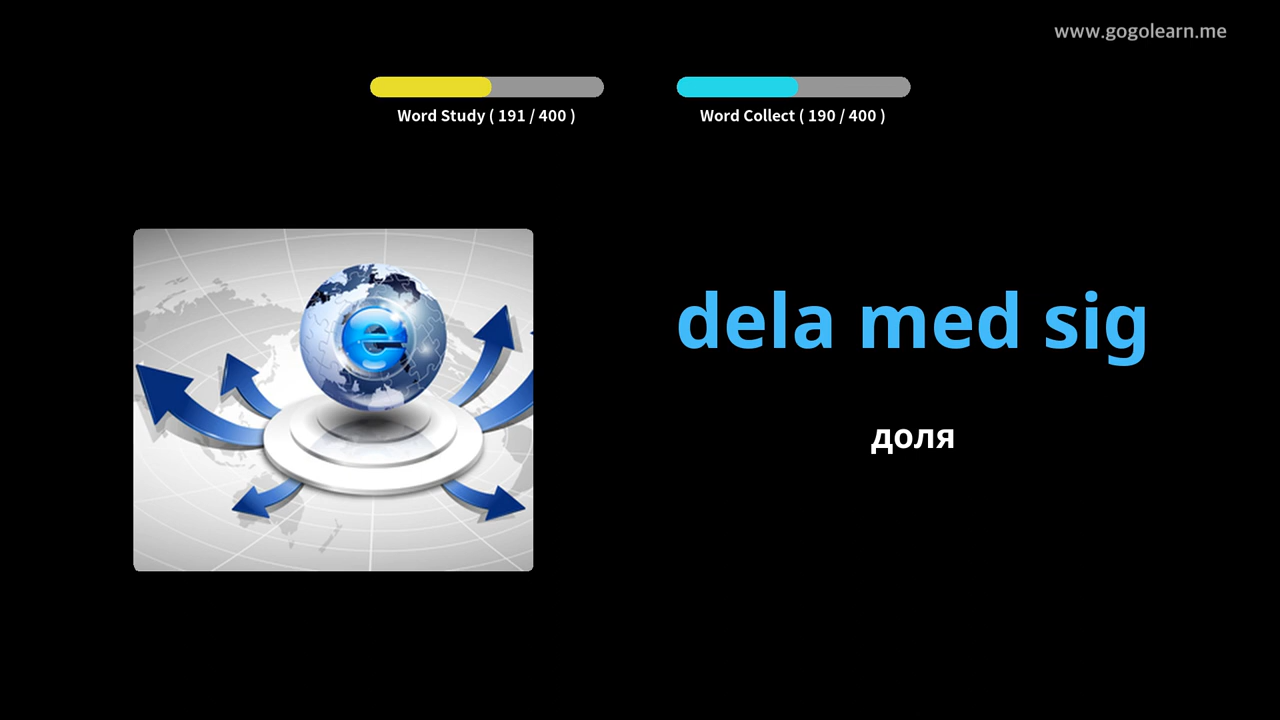 www.gogolearn.me
Word Study ( 191 / 400 )
Word Collect ( 190 / 400 )
e
dela med sig
доля